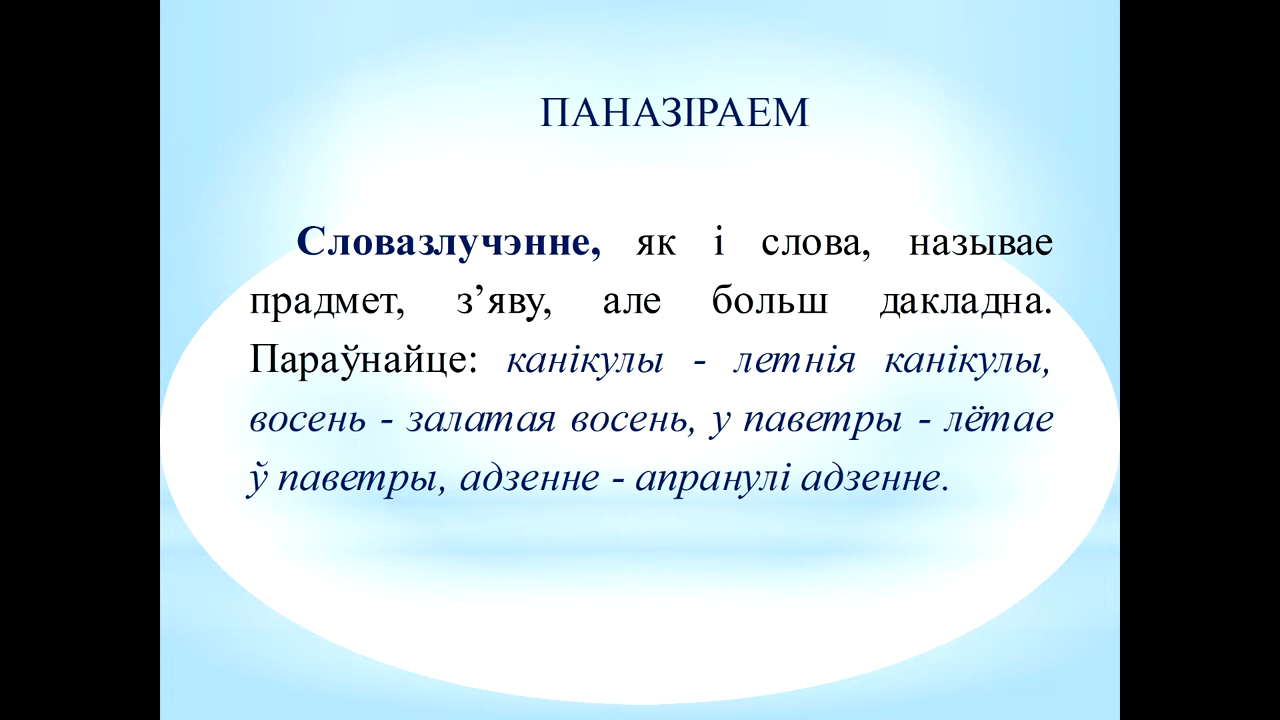 ПАНАЗІРАЕМ
Словазлучэнне, як і слова, называе
прадмет, з’яву, але больш дакладна.
Параўнайце: канікулы - летнія канікулы,
восень - залатая восень, у паветры - лётае
ў паветры, адзенне - апранулі адзенне.